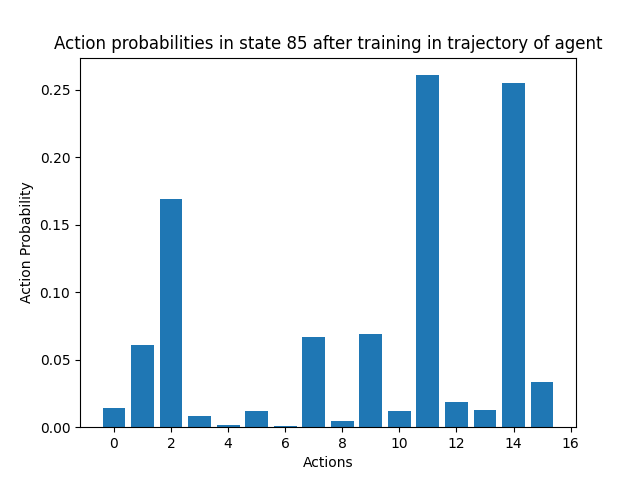 Action probabilities in state 85 after training in trajectory of agent
0.25
0.20
0.15
0.10
0.05
0.00
Action Probability
0 2 4 6 8 10 12 14 16
Actions